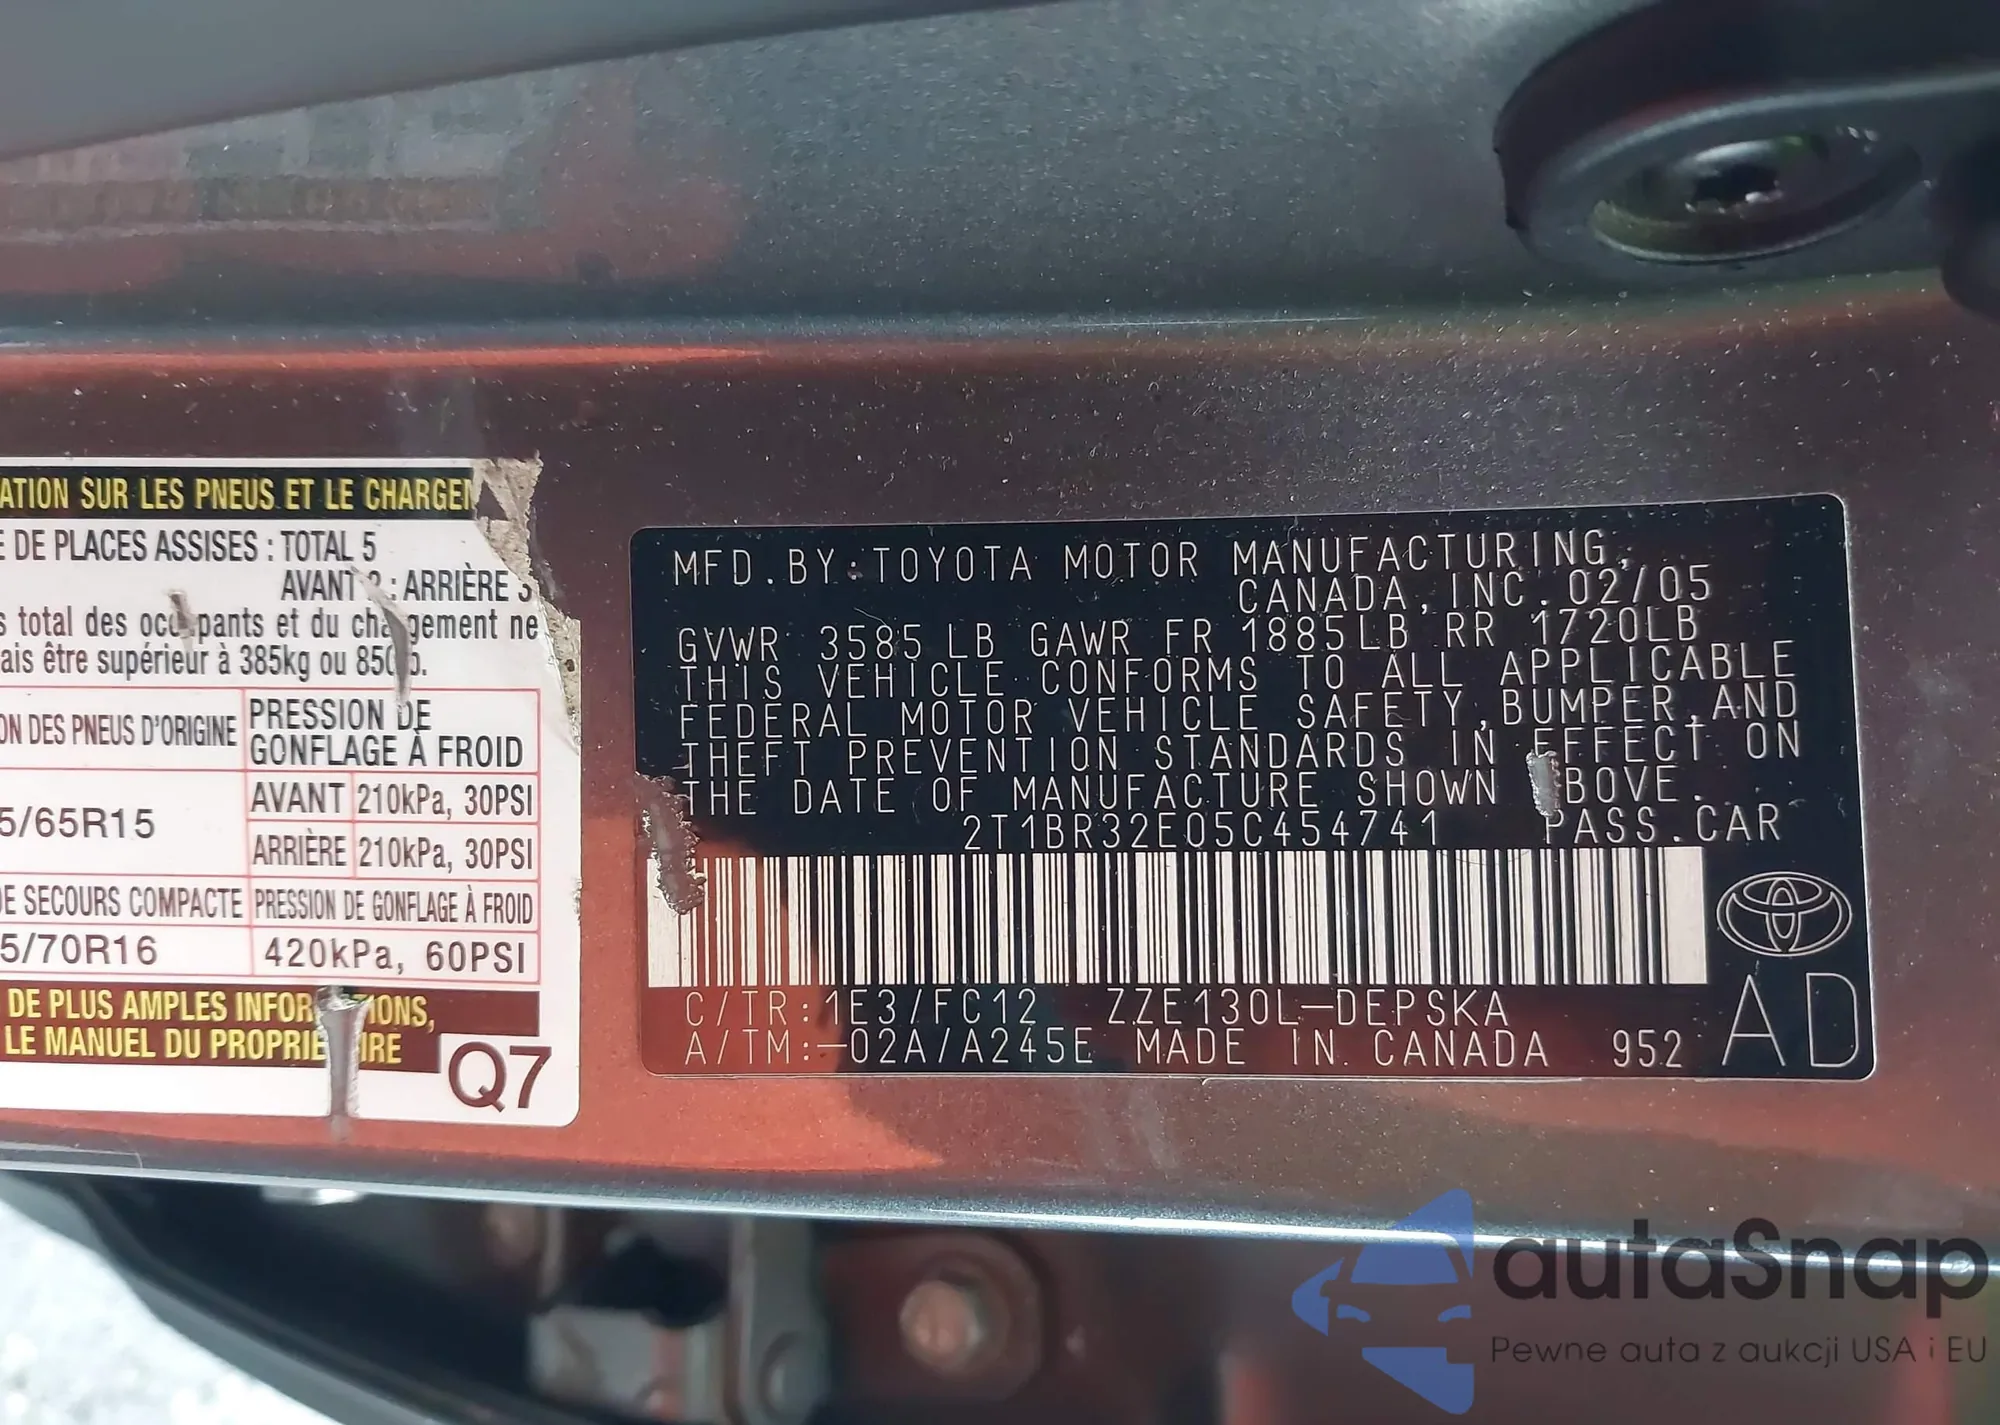 ATION SUR LES PNEUS ET LE CHARGE
E DE PLACES ASSISES : TOTAL 5
AVANT 2 : ARRIÈRE 3
s total des occupants et du chargement ne
ais être supérieur à 385kg ou 850lb.
ON DES PNEUS D'ORIGINE
PRESSION DE
GONFLAGE À FROID
5/65R15
AVANT 210kPa, 30PSI
ARRIÈRE 210kPa, 30PSI
DE SECOURS COMPACTE PRESSION DE GONFLAGE À FROID
5/70R16 420kPa, 60PSI
DE PLUS AMPLES INFORMATIONS,
LE MANUEL DU PROPRIETAIRE
Q7
MFD.BY:TOYOTA MOTOR MANUFACTURING,
CANADA,INC.02/05
GVWR 3585LB GAWR FR 1885LB RR 1720LB
THIS VEHICLE CONFORMS TO ALL APPLICABLE
FEDERAL MOTOR VEHICLE SAFETY,BUMPER,AND
THEFT PREVENTION STANDARDS IN EFFECT ON
THE DATE OF MANUFACTURE SHOWN ABOVE.
2T1BR32E05C454741 PASS.CAR
C/TR:1E3/FC12 ZZE130L-DEPSKA
A/TM:-02A/A245E MADE IN CANADA 952
AD
autaSnap
Pewne auta z aukcji USA i EU